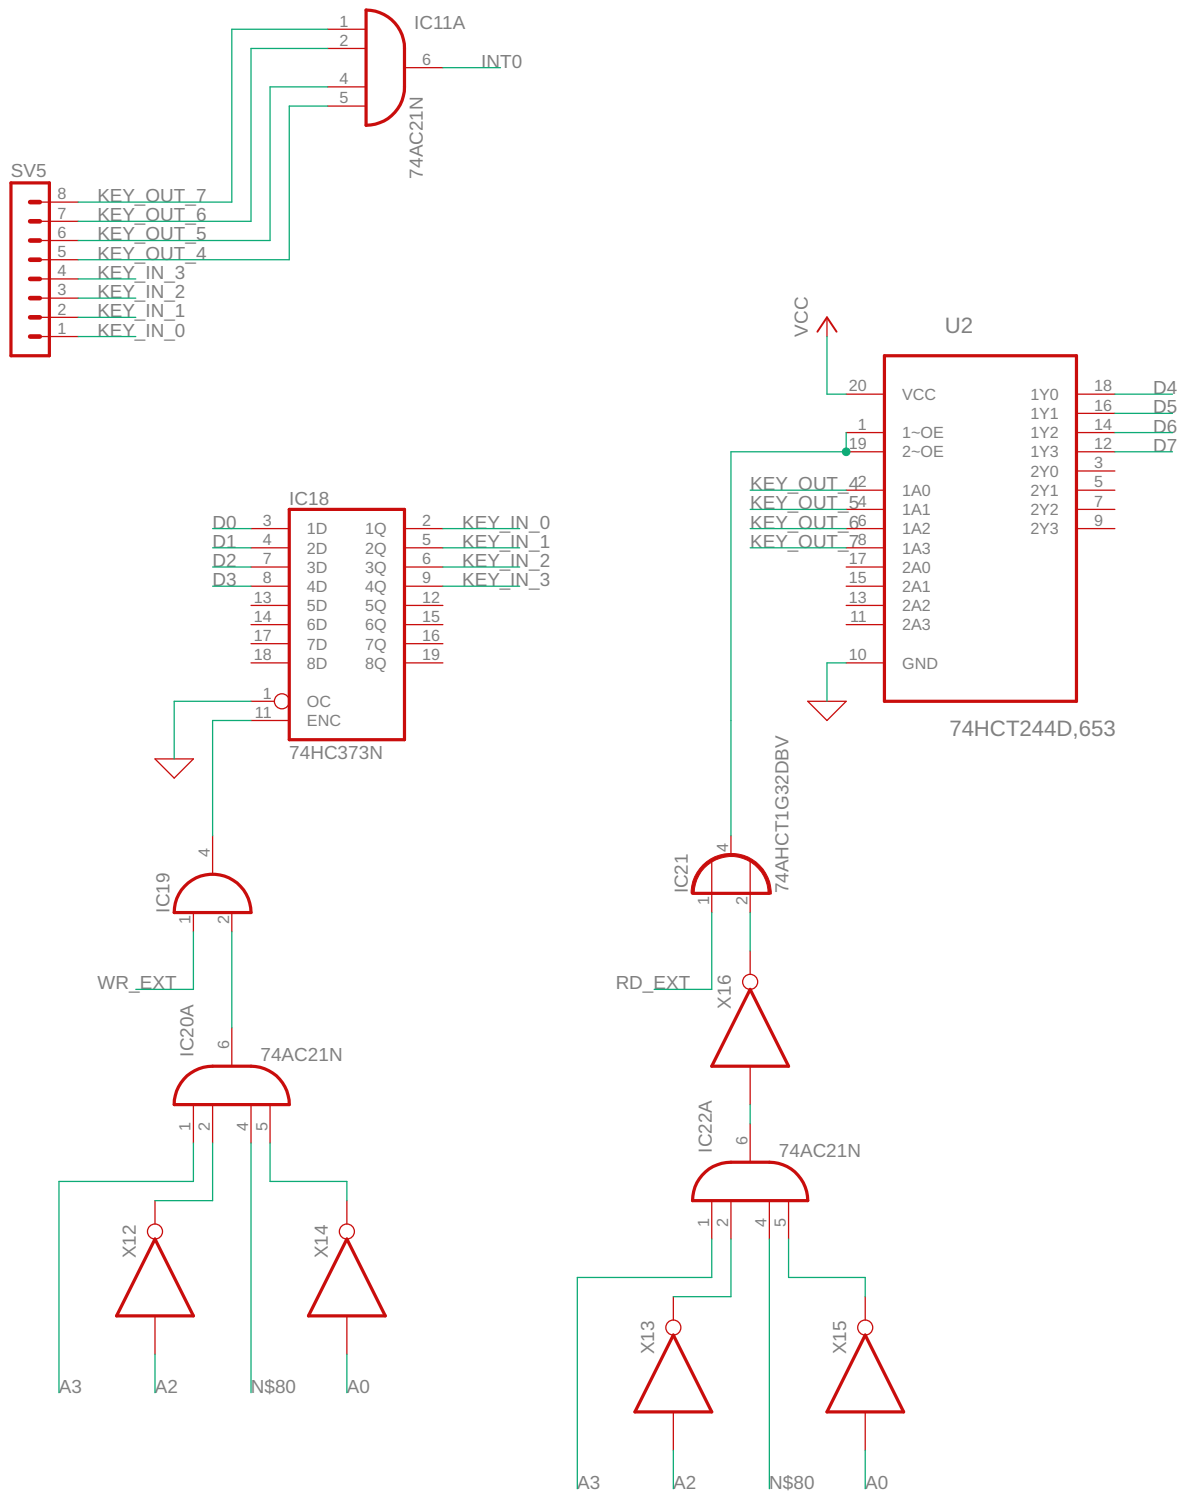 IC11A
1
2
4
5
6
INT0
74AC21N
SV5
8 KEY_OUT_7
7 KEY_OUT_6
6 KEY_OUT_5
5 KEY_OUT_4
4 KEY_IN_3
3 KEY_IN_2
2 KEY_IN_1
1 KEY_IN_0
VCC
U2
20 VCC 1Y0 18 D4
1Y1 16 D5
1 1~OE 1Y2 14 D6
19 2~OE 1Y3 12 D7
2Y0 3
KEY_OUT_4 2 1A0 2Y1 5
KEY_OUT_5 4 1A1 2Y2 7
KEY_OUT_6 6 1A2 2Y3 9
KEY_OUT_7 8 1A3
17 2A0
15 2A1
13 2A2
11 2A3
10 GND
74HCT244D,653
IC18
D0 3 1D 1Q 2 KEY_IN_0
D1 4 2D 2Q 5 KEY_IN_1
D2 7 3D 3Q 6 KEY_IN_2
D3 8 4D 4Q 9 KEY_IN_3
13 5D 5Q 12
14 6D 6Q 15
17 7D 7Q 16
18 8D 8Q 19
1 OC
11 ENC
74HC373N
4
IC19
1 2
WR_EXT
IC20A
6
74AC21N
1 2 4 5
X12 X14
A3 A2 N$80 A0
74AHCT1G32DBV
4
IC21
1 2
RD_EXT
X16
IC22A
6
74AC21N
1 2 4 5
X13 X15
A3 A2 N$80 A0